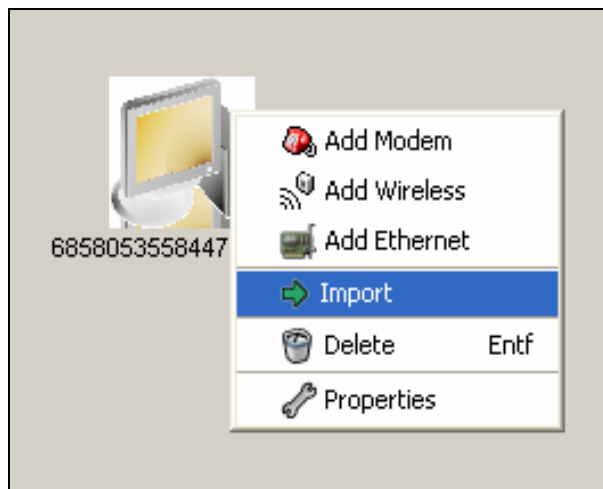 6858053558447
Add Modem
Add Wireless
Add Ethernet
Import
Delete Entf
Properties